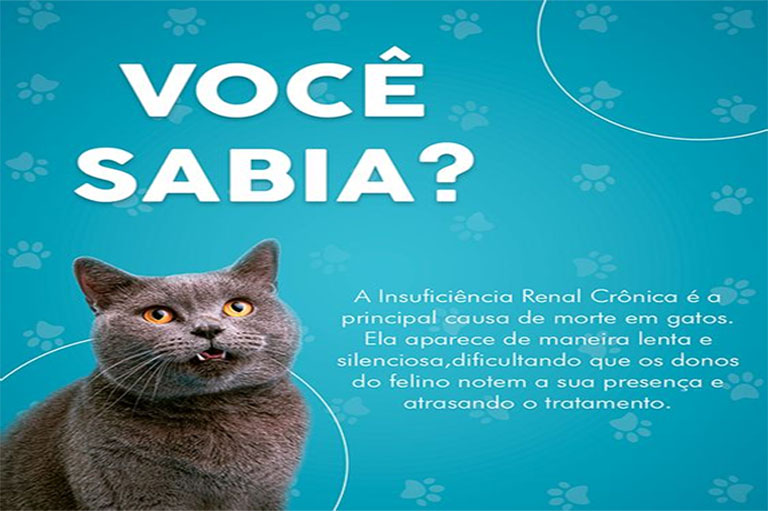 VOCÊ
SABIA?
A Insuficiência Renal Crônica é a
principal causa de morte em gatos.
Ela aparece de maneira lenta e
silenciosa,dificultando que os donos
do felino notem a sua presença e
atrasando o tratamento.